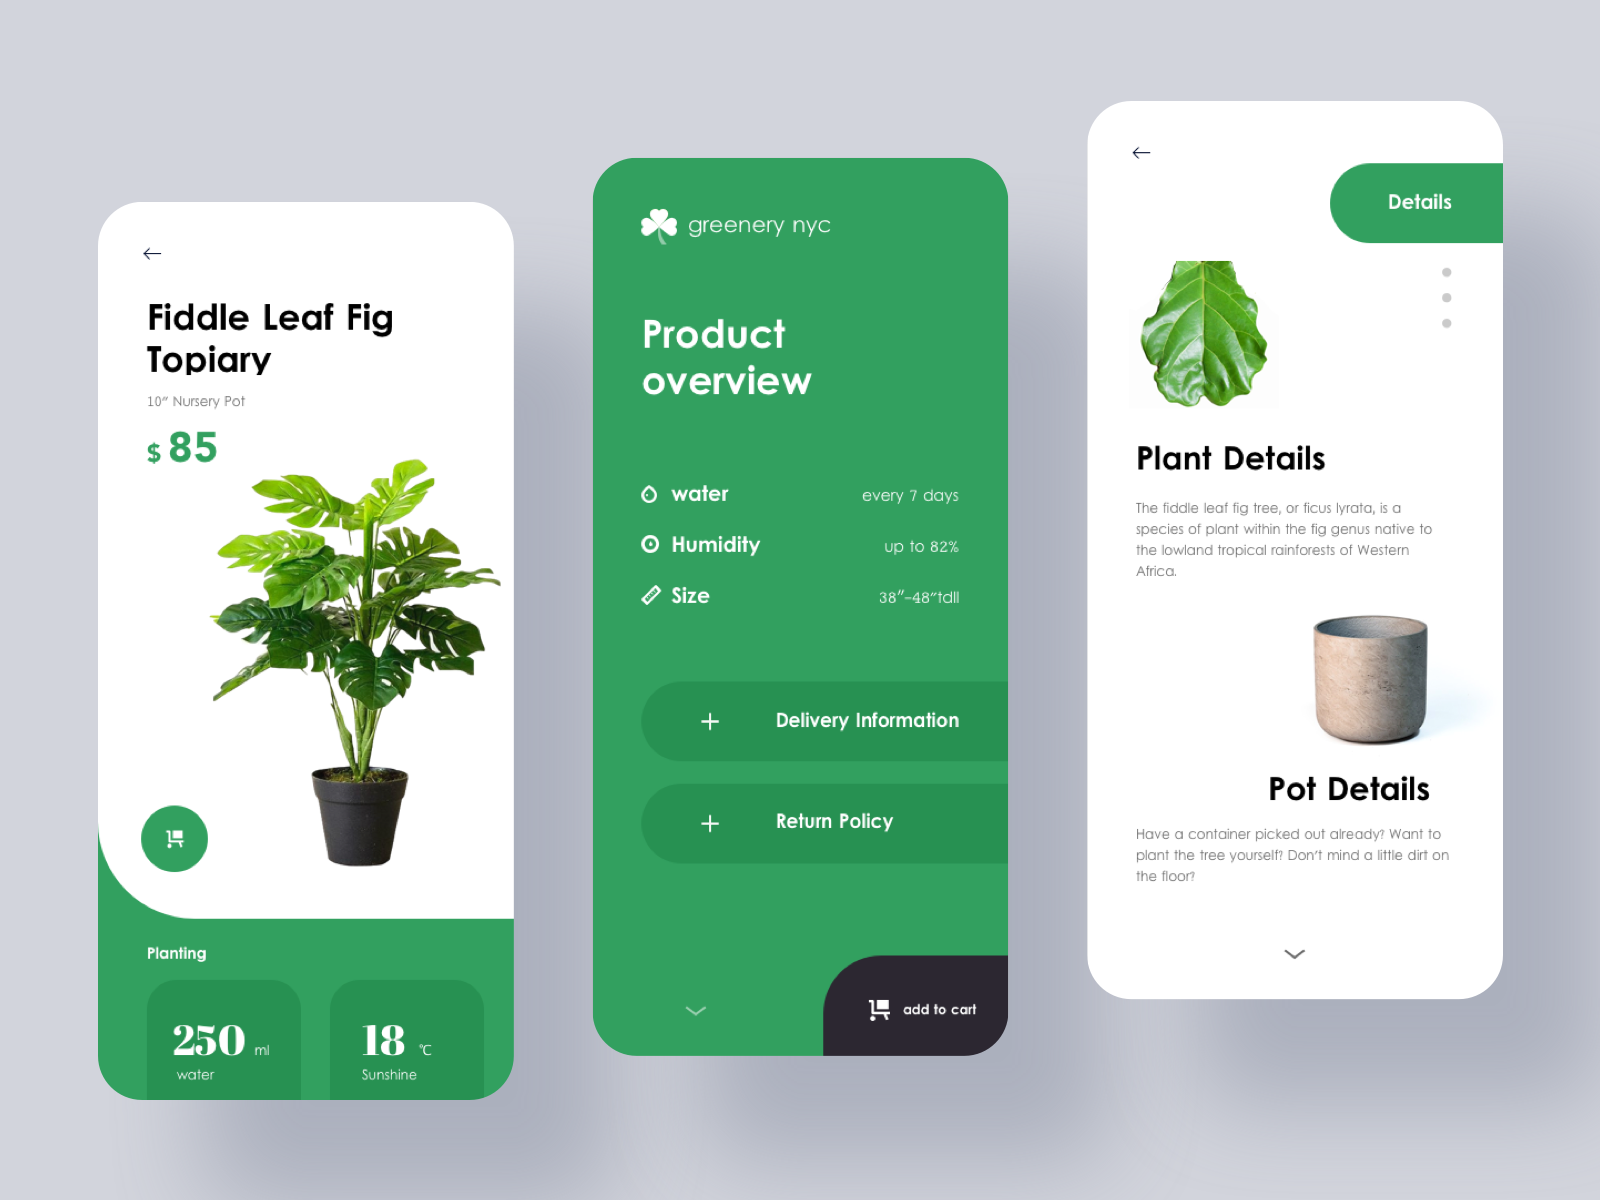 Fiddle Leaf Fig
Topiary
10" Nursery Pot
$ 85
Planting
250 ml
water
18 °C
Sunshine
greenery nyc
Product
overview
water every 7 days
Humidity up to 82%
Size 38"-48"tall
Delivery Information
Return Policy
add to cart
Details
Plant Details
The fiddle leaf fig tree, or ficus lyrata, is a
species of plant within the fig genus native to
the lowland tropical rainforests of Western
Africa.
Pot Details
Have a container picked out already? Want to
plant the tree yourself? Don't mind a little dirt on
the floor?